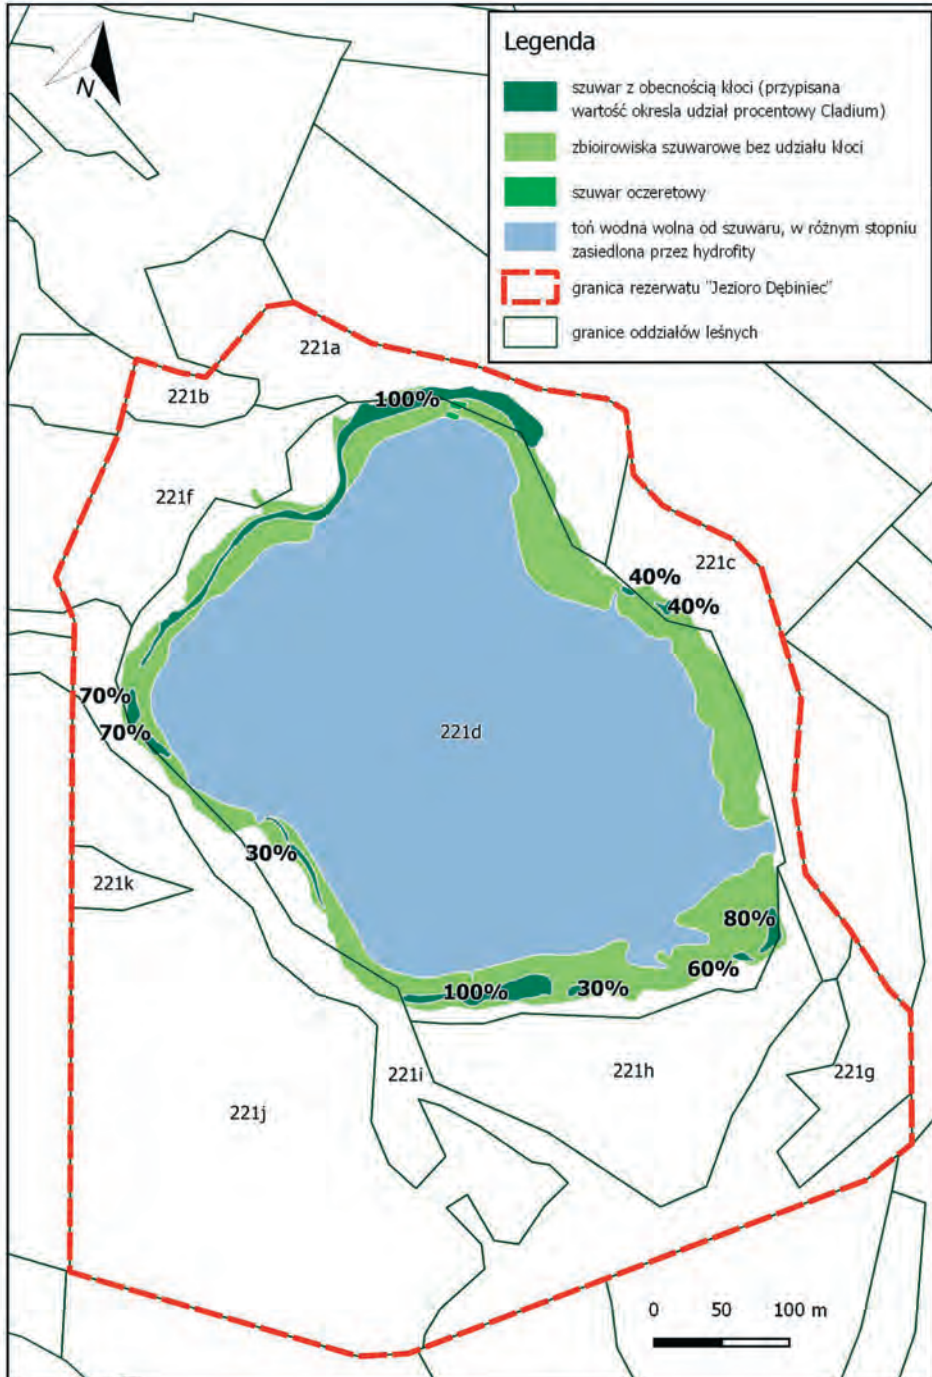 Legenda
szuwar z obecnością kłoci (przypisana
wartość okresla udział procentowy Cladium)
zbioirowiska szuwarowe bez udziału kłoci
szuwar oczeretowy
toń wodna wolna od szuwaru, w różnym stopniu
zasiedlona przez hydrofity
granica rezerwatu "Jezioro Dębiniec"
granice oddziałów leśnych
N
221a
221b
100%
221f
40%
221c
40%
70%
70%
221d
30%
221k
80%
60%
100%
30%
221i
221h
221g
221j
0 50 100 m